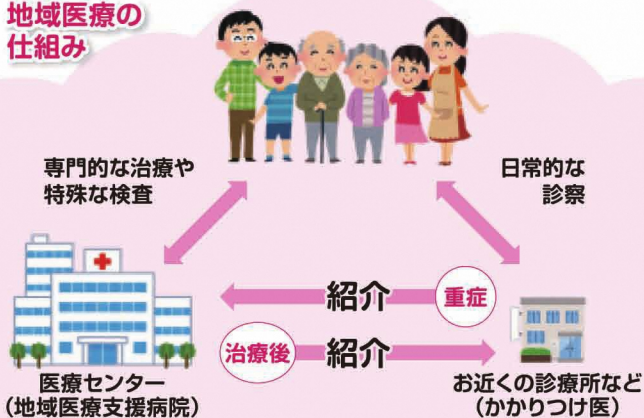 地域医療の
仕組み
専門的な治療や
特殊な検査
日常的な
診察
紹介 重症
治療後 紹介
医療センター
(地域医療支援病院)
お近くの診療所など
(かかりつけ医)